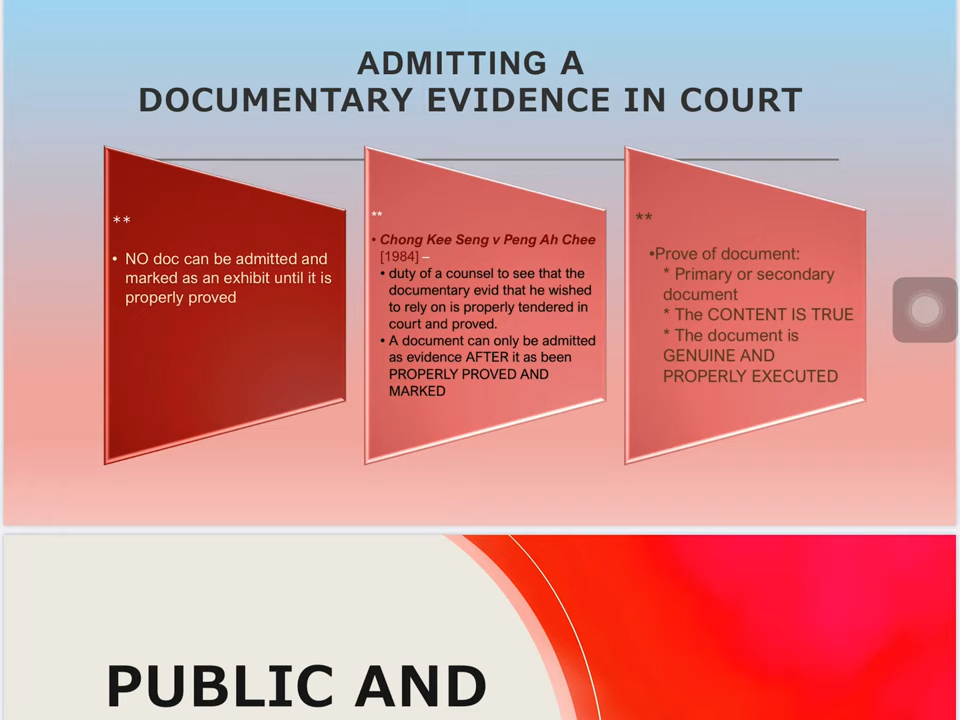 ADMITTING A
DOCUMENTARY EVIDENCE IN COURT
**
• NO doc can be admitted and
marked as an exhibit until it is
properly proved
**
• Chong Kee Seng v Peng Ah Chee
[1984] –
• duty of a counsel to see that the
documentary evid that he wished
to rely on is properly tendered in
court and proved.
• A document can only be admitted
as evidence AFTER it as been
PROPERLY PROVED AND
MARKED
**
•Prove of document:
* Primary or secondary
document
* The CONTENT IS TRUE
* The document is
GENUINE AND
PROPERLY EXECUTED
PUBLIC AND